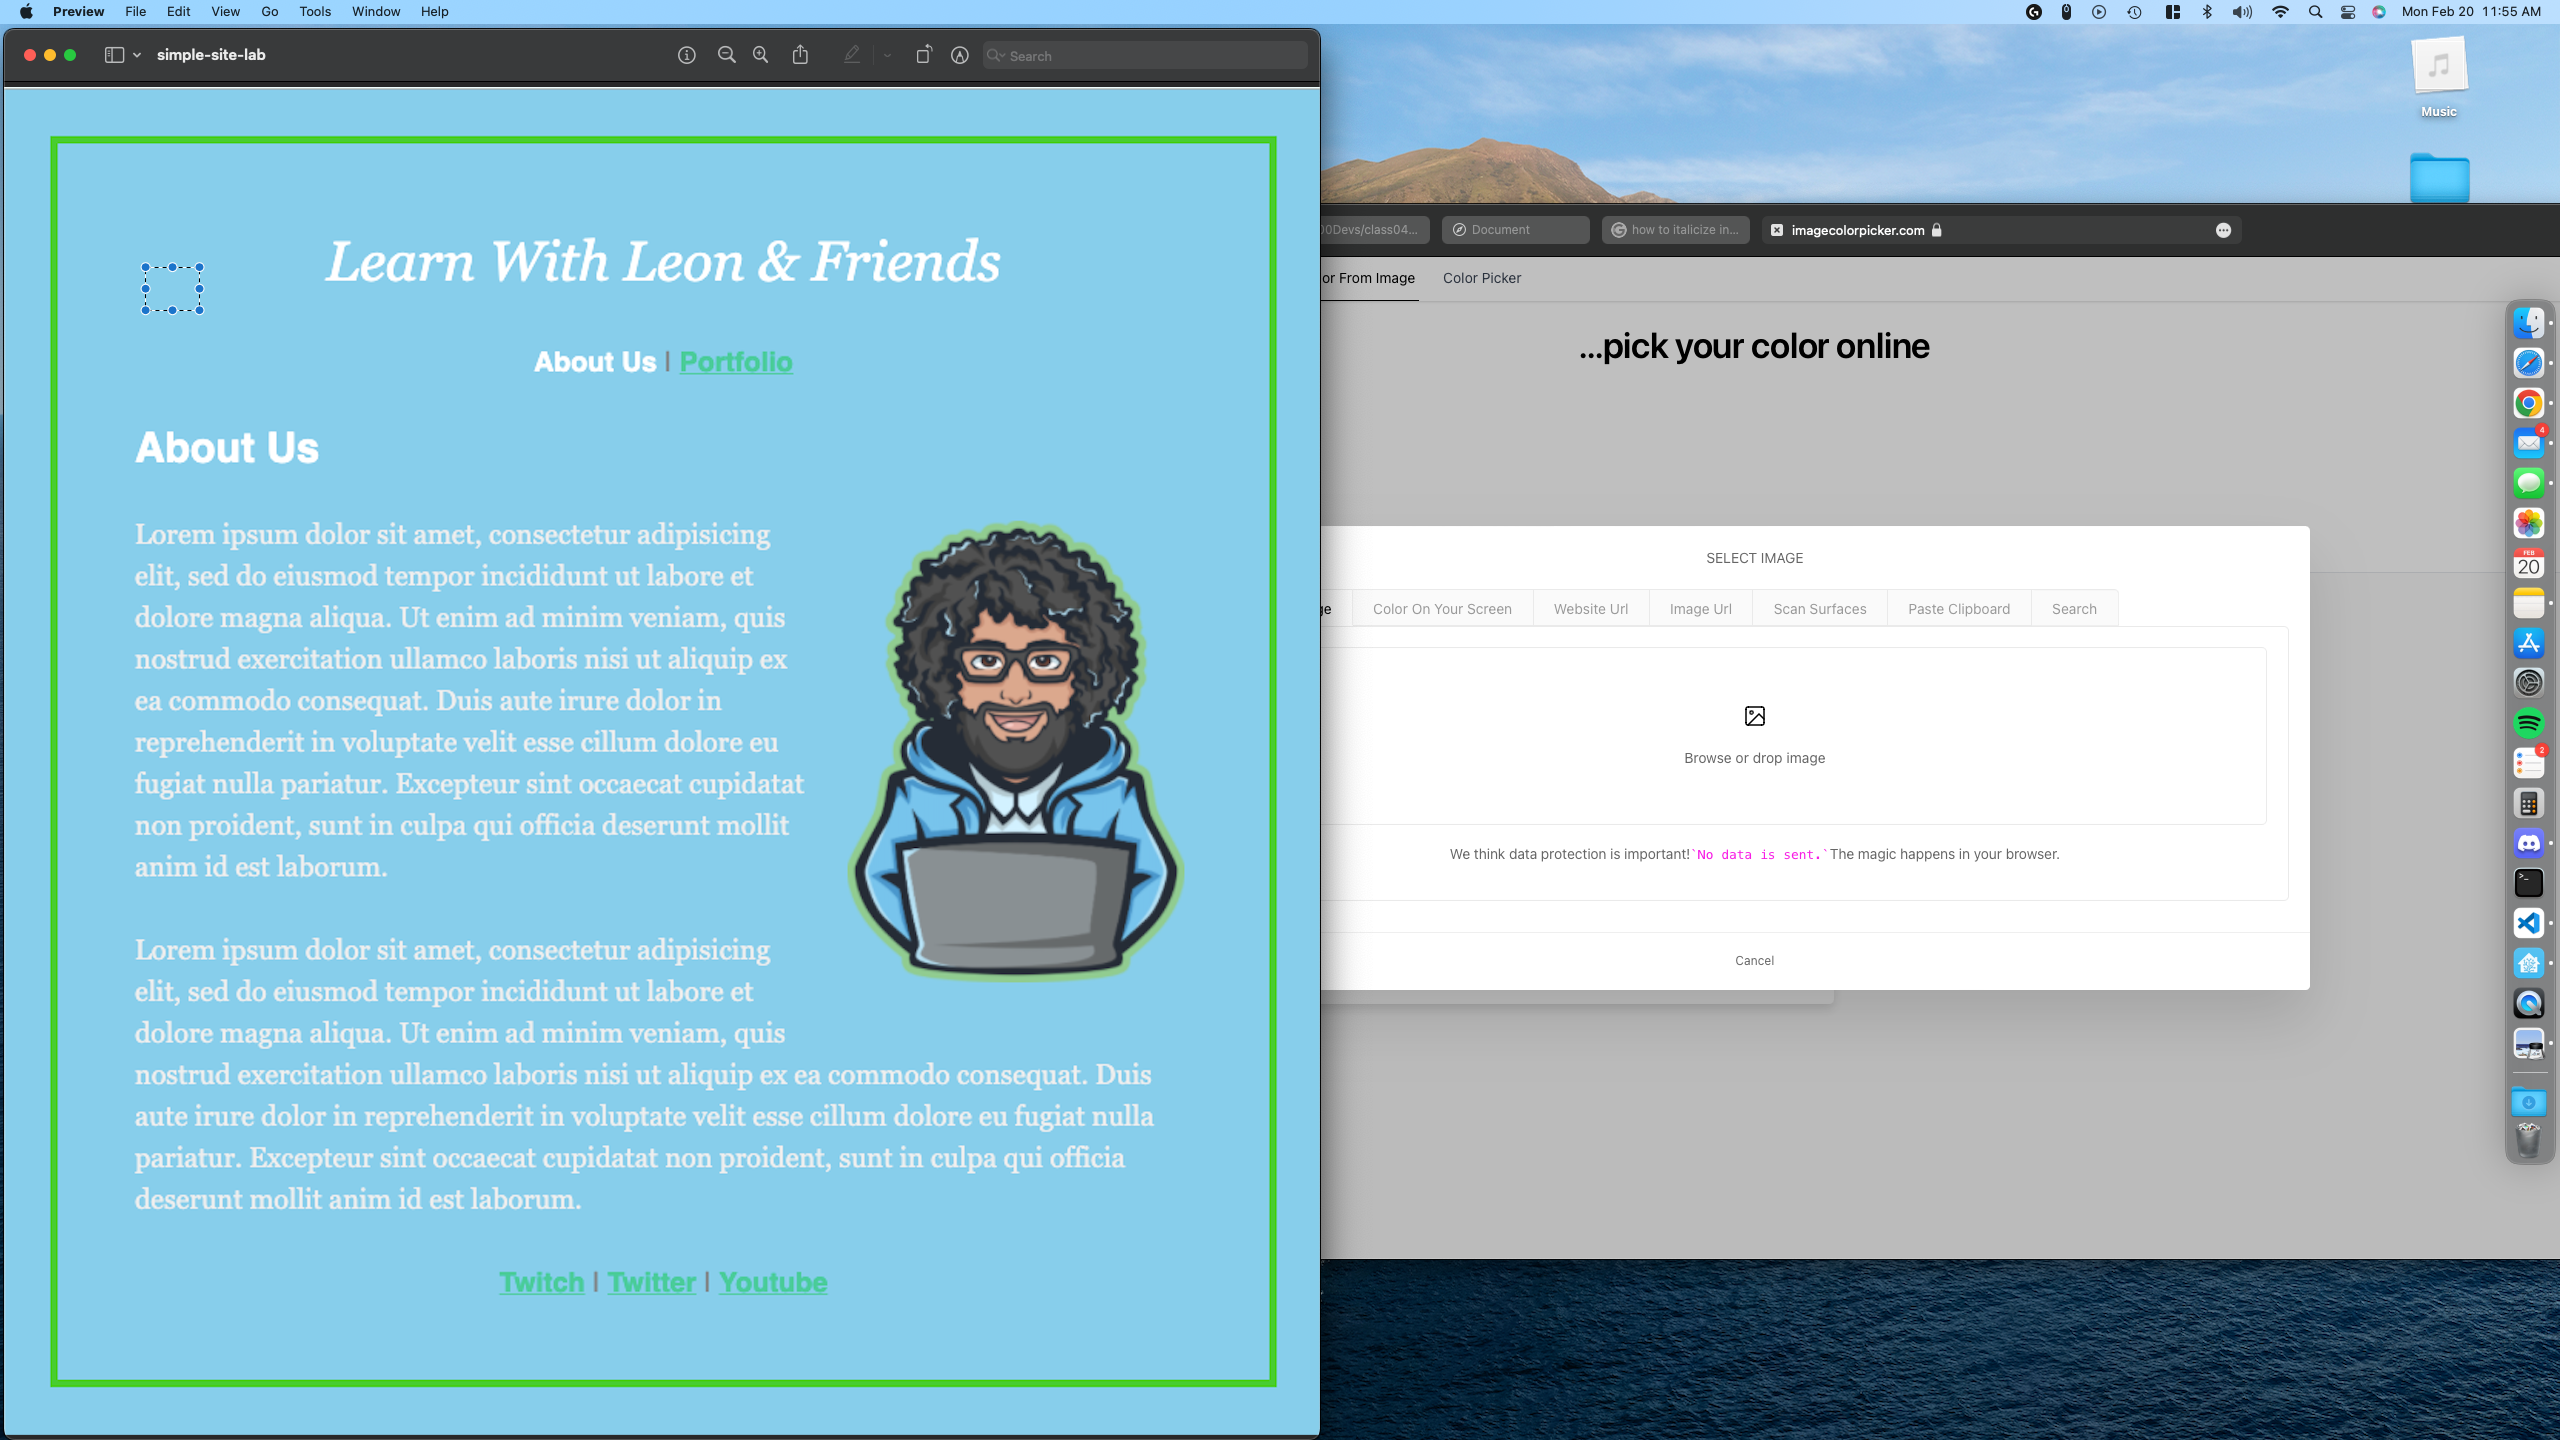 Preview File Edit View Go Tools Window Help
Mon Feb 20 11:55 AM
simple-site-lab
Search
Music
Learn With Leon & Friends
About Us | Portfolio
About Us
Lorem ipsum dolor sit amet, consectetur adipisicing
elit, sed do eiusmod tempor incididunt ut labore et
dolore magna aliqua. Ut enim ad minim veniam, quis
nostrud exercitation ullamco laboris nisi ut aliquip ex
ea commodo consequat. Duis aute irure dolor in
reprehenderit in voluptate velit esse cillum dolore eu
fugiat nulla pariatur. Excepteur sint occaecat cupidatat
non proident, sunt in culpa qui officia deserunt mollit
anim id est laborum.
Lorem ipsum dolor sit amet, consectetur adipisicing
elit, sed do eiusmod tempor incididunt ut labore et
dolore magna aliqua. Ut enim ad minim veniam, quis
nostrud exercitation ullamco laboris nisi ut aliquip ex ea commodo consequat. Duis
aute irure dolor in reprehenderit in voluptate velit esse cillum dolore eu fugiat nulla
pariatur. Excepteur sint occaecat cupidatat non proident, sunt in culpa qui officia
deserunt mollit anim id est laborum.
Twitch | Twitter | Youtube
00Devs/class04... Document how to italicize in... imagecolorpicker.com
or From Image Color Picker
...pick your color online
SELECT IMAGE
ge Color On Your Screen Website Url Image Url Scan Surfaces Paste Clipboard Search
Browse or drop image
We think data protection is important!`No data is sent.`The magic happens in your browser.
Cancel
4
FEB
20
2